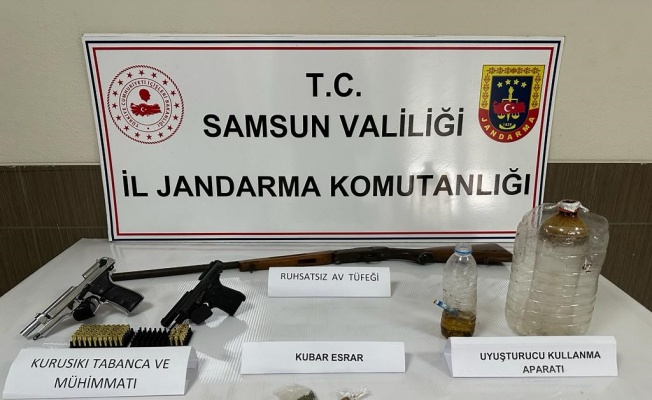 T.C.
SAMSUN VALİLİĞİ
İL JANDARMA KOMUTANLIĞI
JANDARMA
RUHSATSIZ AV TÜFEĞİ
KURUSIKI TABANCA VE
MÜHİMMATI
KUBAR ESRAR
UYUŞTURUCU KULLANMA
APARATI